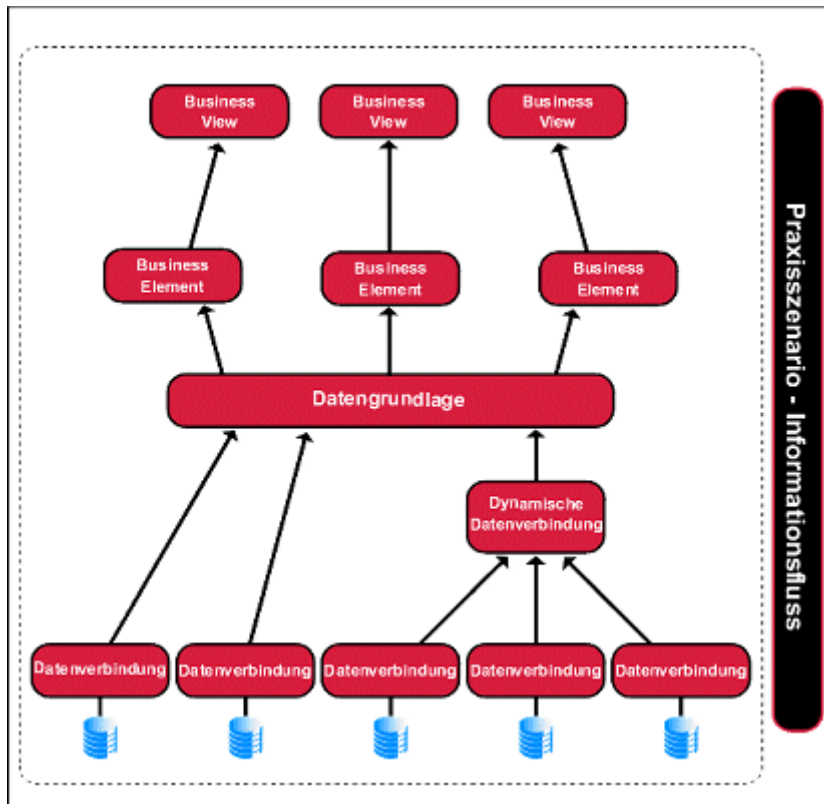 Business
View
Business
View
Business
View
Business
Element
Business
Element
Business
Element
Datengrundlage
Dynamische
Datenverbindung
Datenverbindung
Datenverbindung
Datenverbindung
Datenverbindung
Datenverbindung
Praxisszenario - Informationsfluss